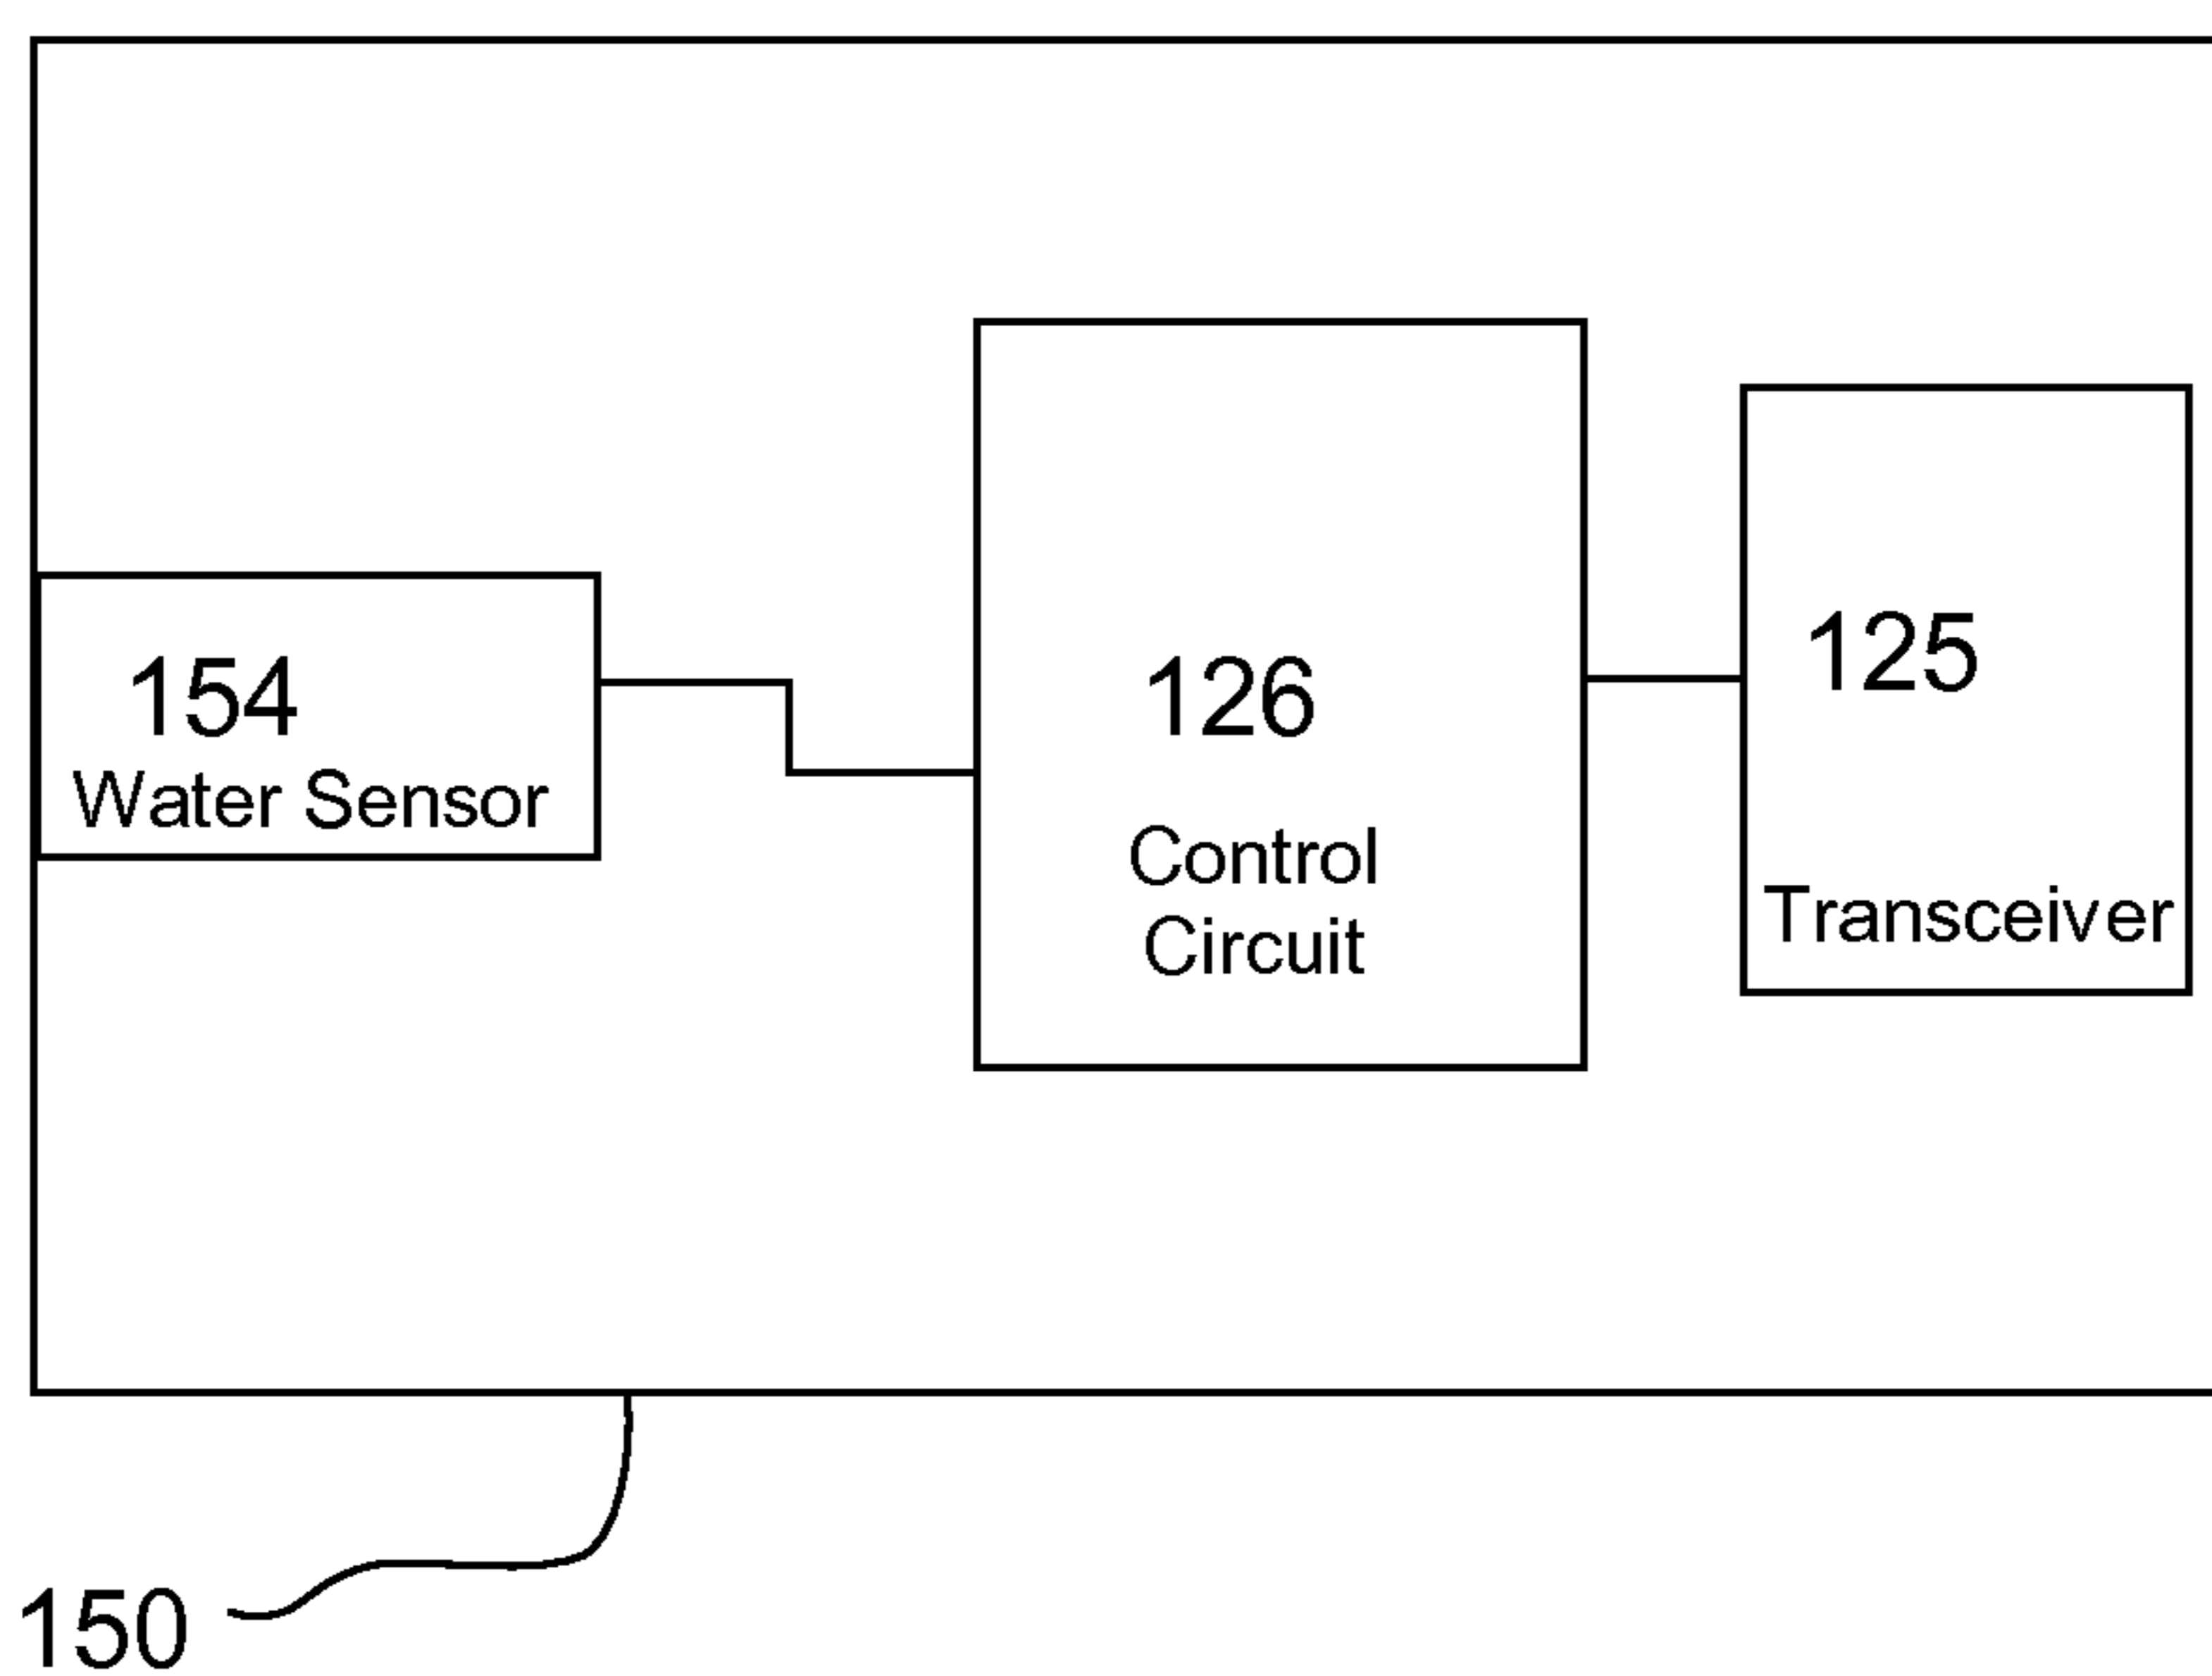 154
Water Sensor
126
Control
Circuit
125
Transceiver
150